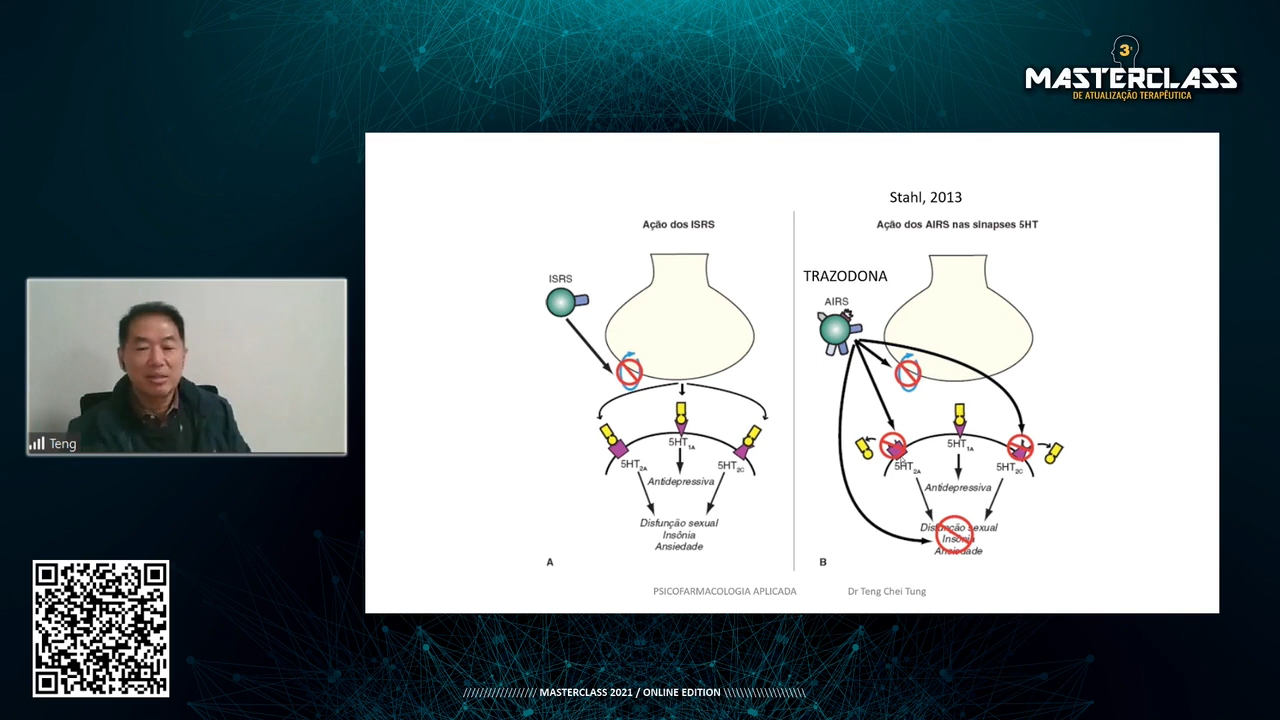 3ª
MASTERCLASS
DE ATUALIZAÇÃO TERAPÊUTICA
Stahl, 2013
Ação dos ISRS
ISRS
5HT1A
5HT2A
5HT2C
Antidepressiva
Disfunção sexual
Insônia
Ansiedade
A
Ação dos AIRS nas sinapses 5HT
TRAZODONA
AIRS
5HT1A
5HT2A
5HT2C
Antidepressiva
Disfunção sexual
Insônia
Ansiedade
B
PSICOFARMACOLOGIA APLICADA
Dr Teng Chei Tung
Teng
////////////////// MASTERCLASS 2021 / ONLINE EDITION \\\\\\\\\\\\\\\\\\\\